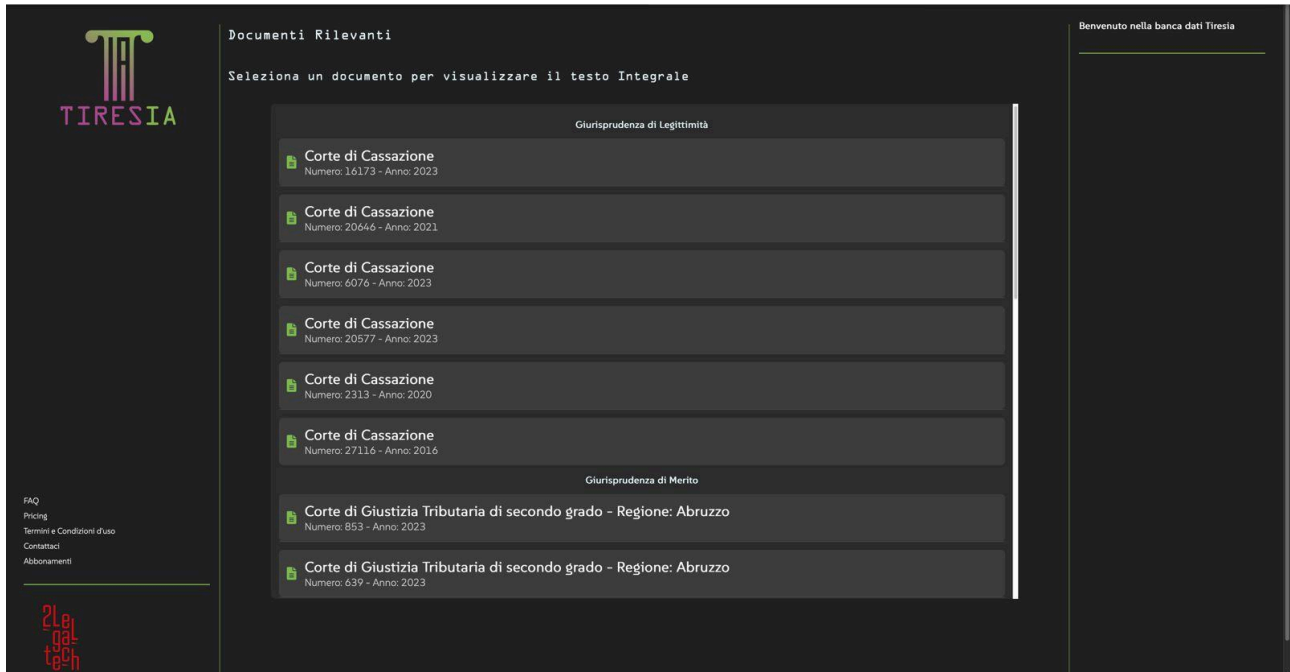 TIRESIA
FAQ
Pricing
Termini e Condizioni d'uso
Contattaci
Abbonamenti
2Le
gal
tech
Documenti Rilevanti
Seleziona un documento per visualizzare il testo Integrale
Giurisprudenza di Legittimità
Corte di Cassazione
Numero: 16173 - Anno: 2023
Corte di Cassazione
Numero: 20646 - Anno: 2021
Corte di Cassazione
Numero: 6076 - Anno: 2023
Corte di Cassazione
Numero: 20577 - Anno: 2023
Corte di Cassazione
Numero: 2313 - Anno: 2020
Corte di Cassazione
Numero: 27116 - Anno: 2016
Giurisprudenza di Merito
Corte di Giustizia Tributaria di secondo grado - Regione: Abruzzo
Numero: 853 - Anno: 2023
Corte di Giustizia Tributaria di secondo grado - Regione: Abruzzo
Numero: 639 - Anno: 2023
Benvenuto nella banca dati Tiresia